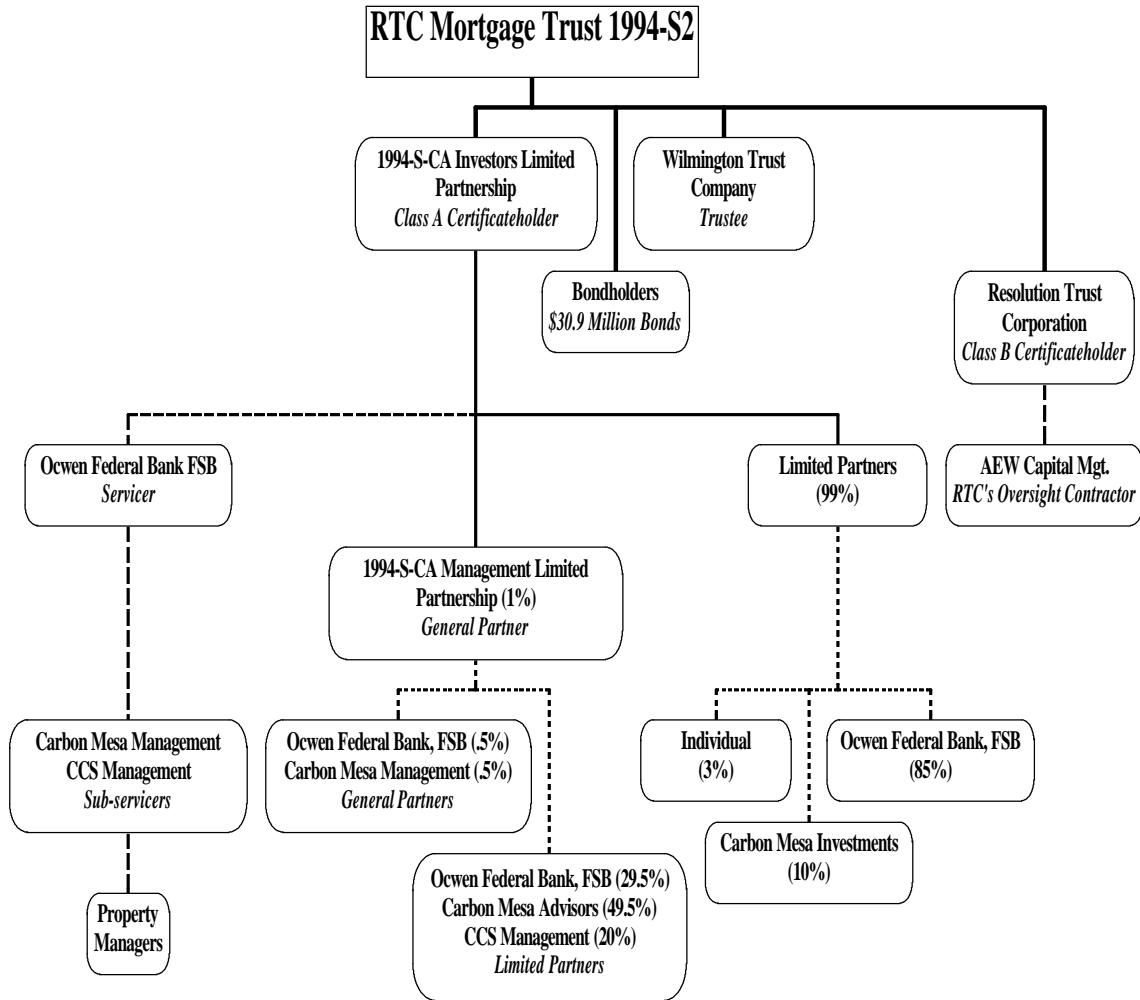 RTC Mortgage Trust 1994-S2
1994-S-CA Investors Limited
Partnership
Class A Certificateholder
Wilmington Trust
Company
Trustee
Bondholders
$30.9 Million Bonds
Resolution Trust
Corporation
Class B Certificateholder
Ocwen Federal Bank FSB
Servicer
Limited Partners
(99%)
AEW Capital Mgt.
RTC's Oversight Contractor
1994-S-CA Management Limited
Partnership (1%)
General Partner
Carbon Mesa Management
CCS Management
Sub-servicers
Ocwen Federal Bank, FSB (.5%)
Carbon Mesa Management (.5%)
General Partners
Individual
(3%)
Ocwen Federal Bank, FSB
(85%)
Carbon Mesa Investments
(10%)
Property
Managers
Ocwen Federal Bank, FSB (29.5%)
Carbon Mesa Advisors (49.5%)
CCS Management (20%)
Limited Partners